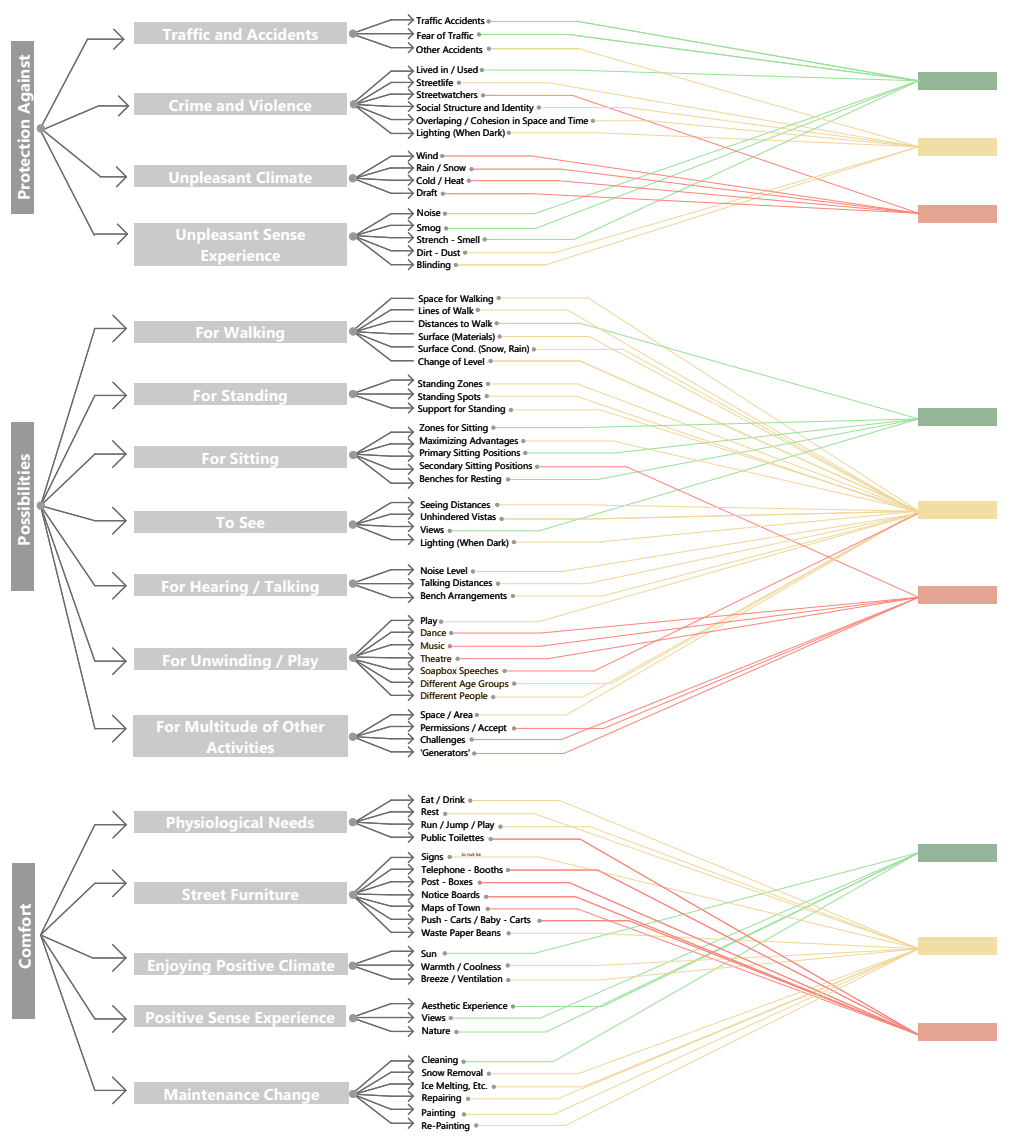 Protection Against
Traffic and Accidents
Traffic Accidents
Fear of Traffic
Other Accidents
Crime and Violence
Lived in / Used
Streetlife
Streetwatchers
Social Structure and Identity
Overlaping / Cohesion in Space and Time
Lighting (When Dark)
Unpleasant Climate
Wind
Rain / Snow
Cold / Heat
Draft
Unpleasant Sense
Experience
Noise
Smog
Strench - Smell
Dirt - Dust
Blinding
Possibilities
For Walking
Space for Walking
Lines of Walk
Distances to Walk
Surface (Materials)
Surface Cond. (Snow, Rain)
Change of Level
For Standing
Standing Zones
Standing Spots
Support for Standing
For Sitting
Zones for Sitting
Maximizing Advantages
Primary Sitting Positions
Secondary Sitting Positions
Benches for Resting
To See
Seeing Distances
Unhindered Vistas
Views
Lighting (When Dark)
For Hearing / Talking
Noise Level
Talking Distances
Bench Arrangements
For Unwinding / Play
Play
Dance
Music
Theatre
Soapbox Speeches
Different Age Groups
Different People
For Multitude of Other
Activities
Space / Area
Permissions / Accept
Challenges
'Generators'
Comfort
Physiological Needs
Eat / Drink
Rest
Run / Jump / Play
Public Toilettes
Street Furniture
Signs
Telephone - Booths
Post - Boxes
Notice Boards
Maps of Town
Push - Carts / Baby - Carts
Waste Paper Beans
Enjoying Positive Climate
Sun
Warmth / Coolness
Breeze / Ventilation
Positive Sense Experience
Aesthetic Experience
Views
Nature
Maintenance Change
Cleaning
Snow Removal
Ice Melting, Etc.
Repairing
Painting
Re-Painting